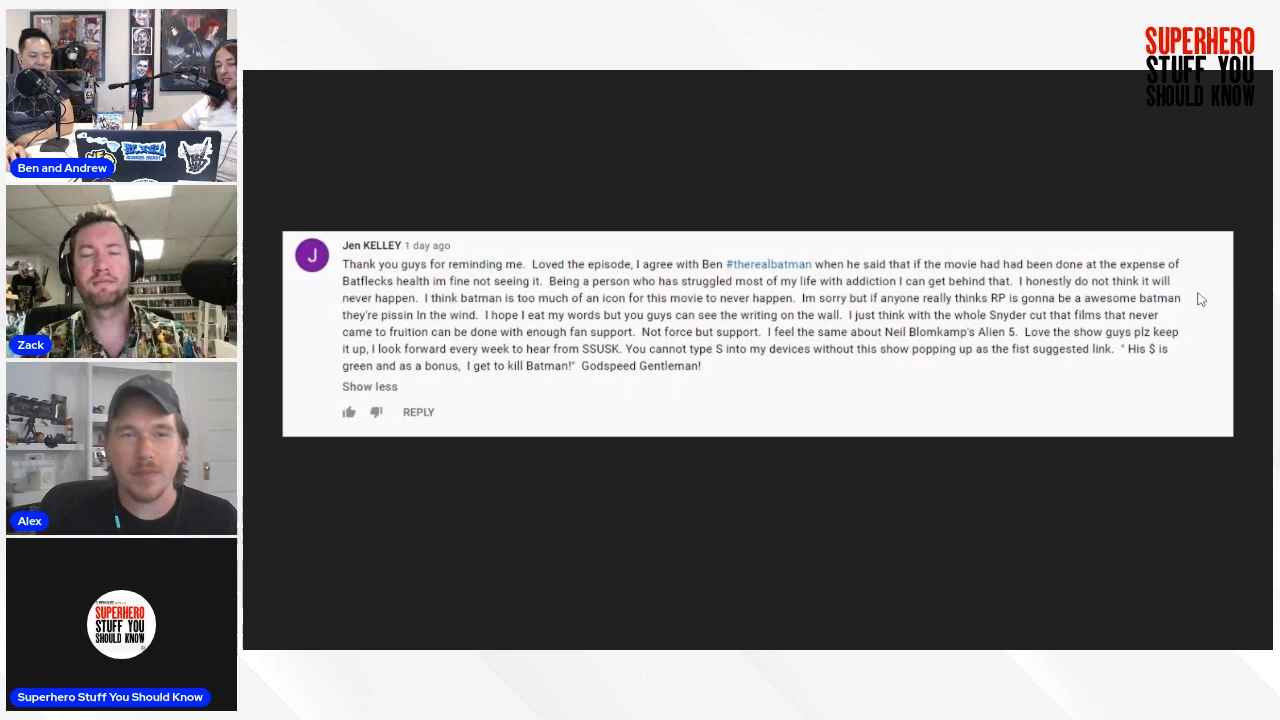 SUPERHERO
STUFF YOU
SHOULD KNOW
Ben and Andrew
Zack
Alex
SUPERHERO
STUFF YOU
SHOULD KNOW
Superhero Stuff You Should Know
J
Jen KELLEY 1 day ago
Thank you guys for reminding me. Loved the episode, I agree with Ben #therealbatman when he said that if the movie had had been done at the expense of
Batflecks health im fine not seeing it. Being a person who has struggled most of my life with addiction I can get behind that. I honestly do not think it will
never happen. I think batman is too much of an icon for this movie to never happen. Im sorry but if anyone really thinks RP is gonna be a awesome batman
they're pissin In the wind. I hope I eat my words but you guys can see the writing on the wall. I just think with the whole Snyder cut that films that never
came to fruition can be done with enough fan support. Not force but support. I feel the same about Neil Blomkamp's Alien 5. Love the show guys plz keep
it up, I look forward every week to hear from SSUSK. You cannot type S into my devices without this show popping up as the fist suggested link. " His $ is
green and as a bonus, I get to kill Batman!" Godspeed Gentleman!
Show less
REPLY